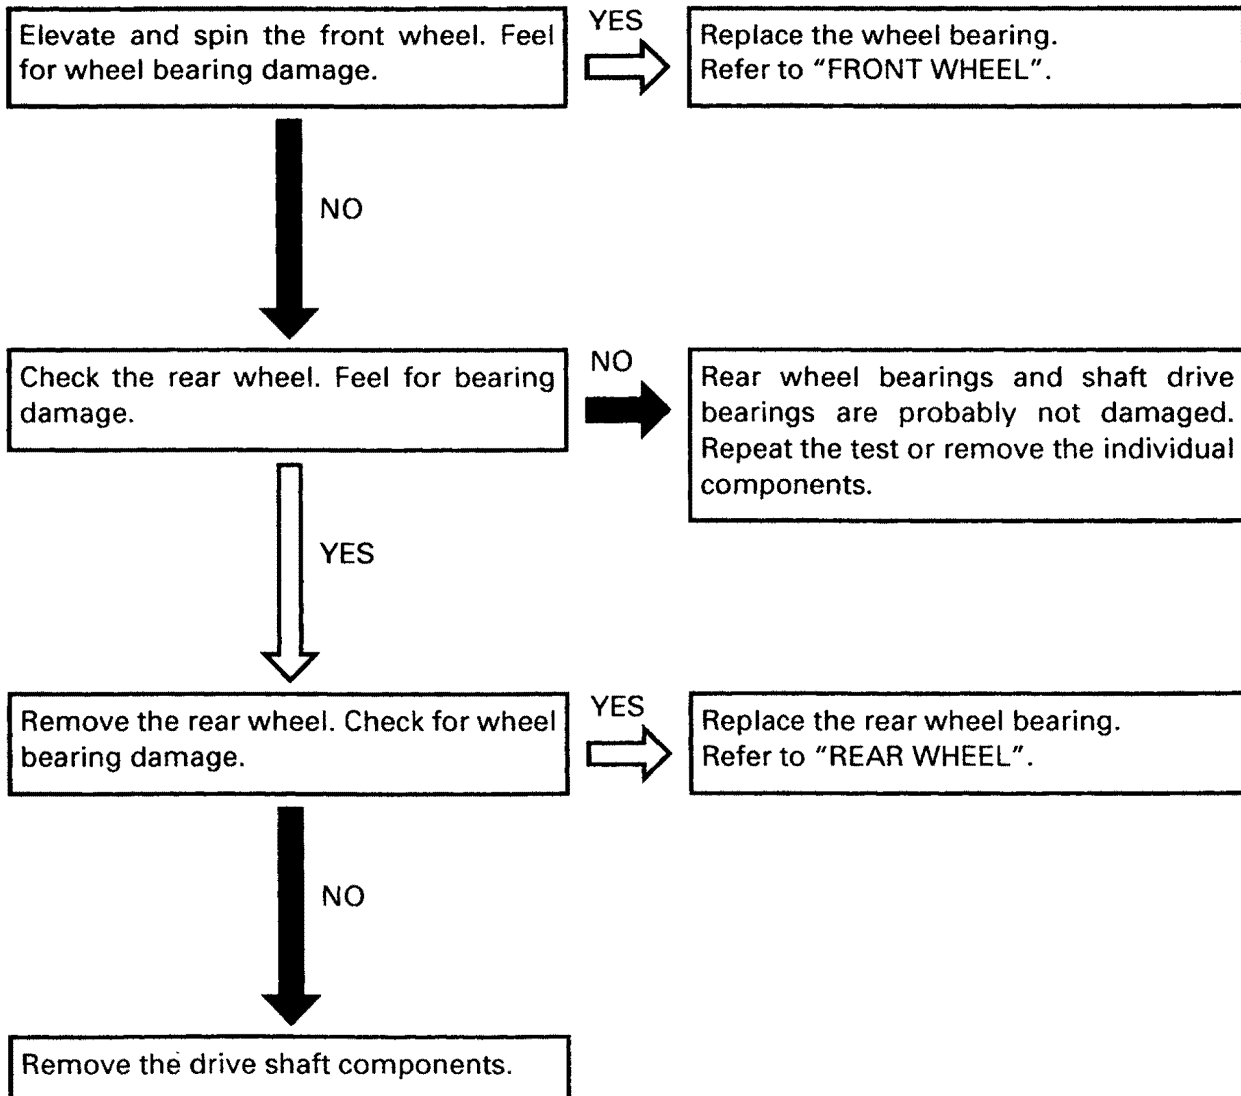 Elevate and spin the front wheel. Feel
for wheel bearing damage.
YES
Replace the wheel bearing.
Refer to “FRONT WHEEL”.
NO
Check the rear wheel. Feel for bearing
damage.
NO
Rear wheel bearings and shaft drive
bearings are probably not damaged.
Repeat the test or remove the individual
components.
YES
Remove the rear wheel. Check for wheel
bearing damage.
YES
Replace the rear wheel bearing.
Refer to “REAR WHEEL”.
NO
Remove the drive shaft components.